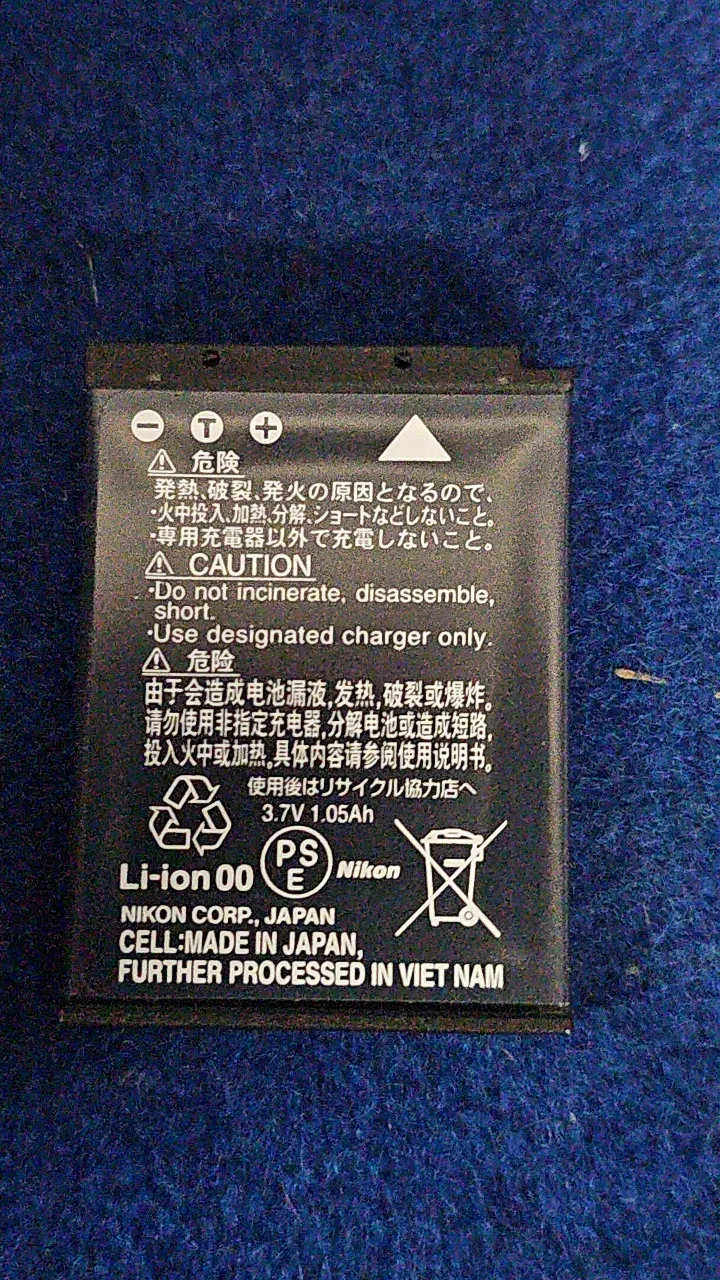 − T +
⚠ 危険
発熱、破裂、発火の原因となるので、
・火中投入、加熱、分解、ショートなどしないこと。
・専用充電器以外で充電しないこと。
⚠ CAUTION
・Do not incinerate, disassemble,
short.
・Use designated charger only.
⚠ 危险
由于会造成电池漏液,发热,破裂或爆炸。
请勿使用非指定充电器,分解电池或造成短路,
投入火中或加热。具体内容请参阅使用说明书。
使用後はリサイクル協力店へ
3.7V 1.05Ah
Li-ion 00 PSE Nikon
NIKON CORP., JAPAN
CELL:MADE IN JAPAN,
FURTHER PROCESSED IN VIET NAM